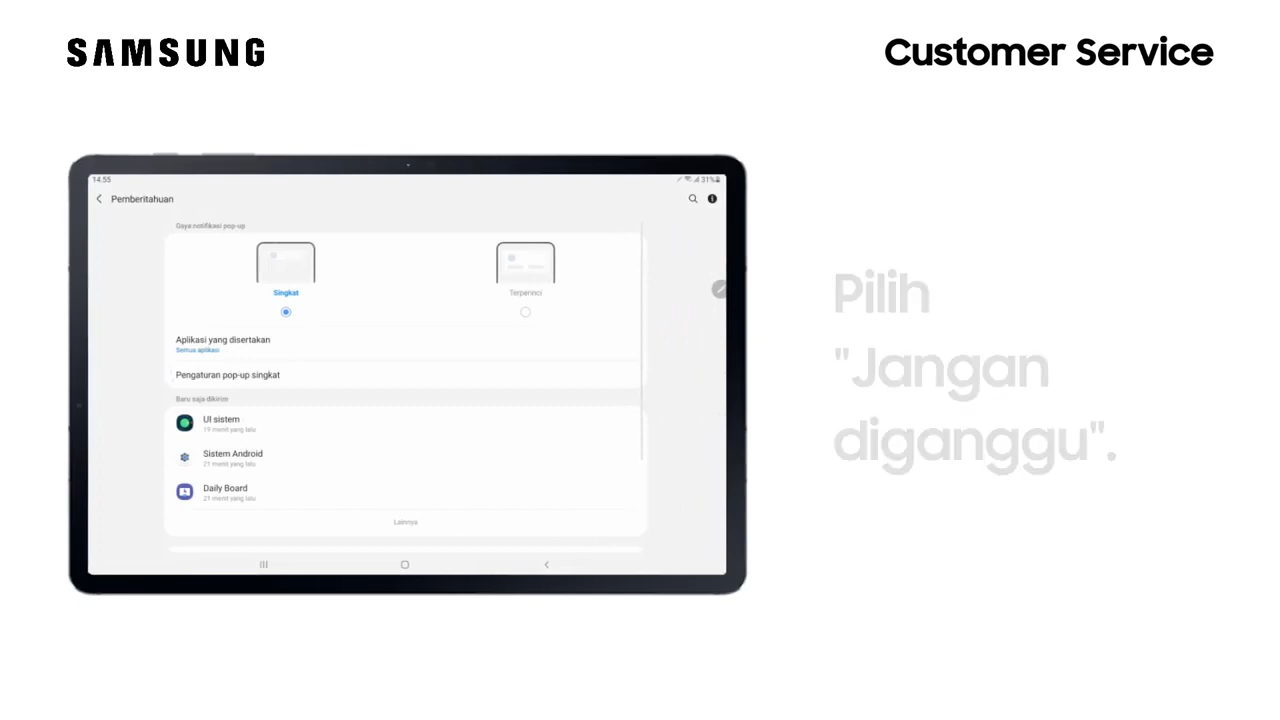 SAMSUNG
Customer Service
14.55
31%
Pemberitahuan
Gaya notifikasi pop-up
Singkat
Terperinci
Aplikasi yang disertakan
Semua aplikasi
Pengaturan pop-up singkat
Baru saja dikirim
UI sistem
19 menit yang lalu
Sistem Android
21 menit yang lalu
Daily Board
21 menit yang lalu
Lainnya
Pilih
"Jangan
diganggu".